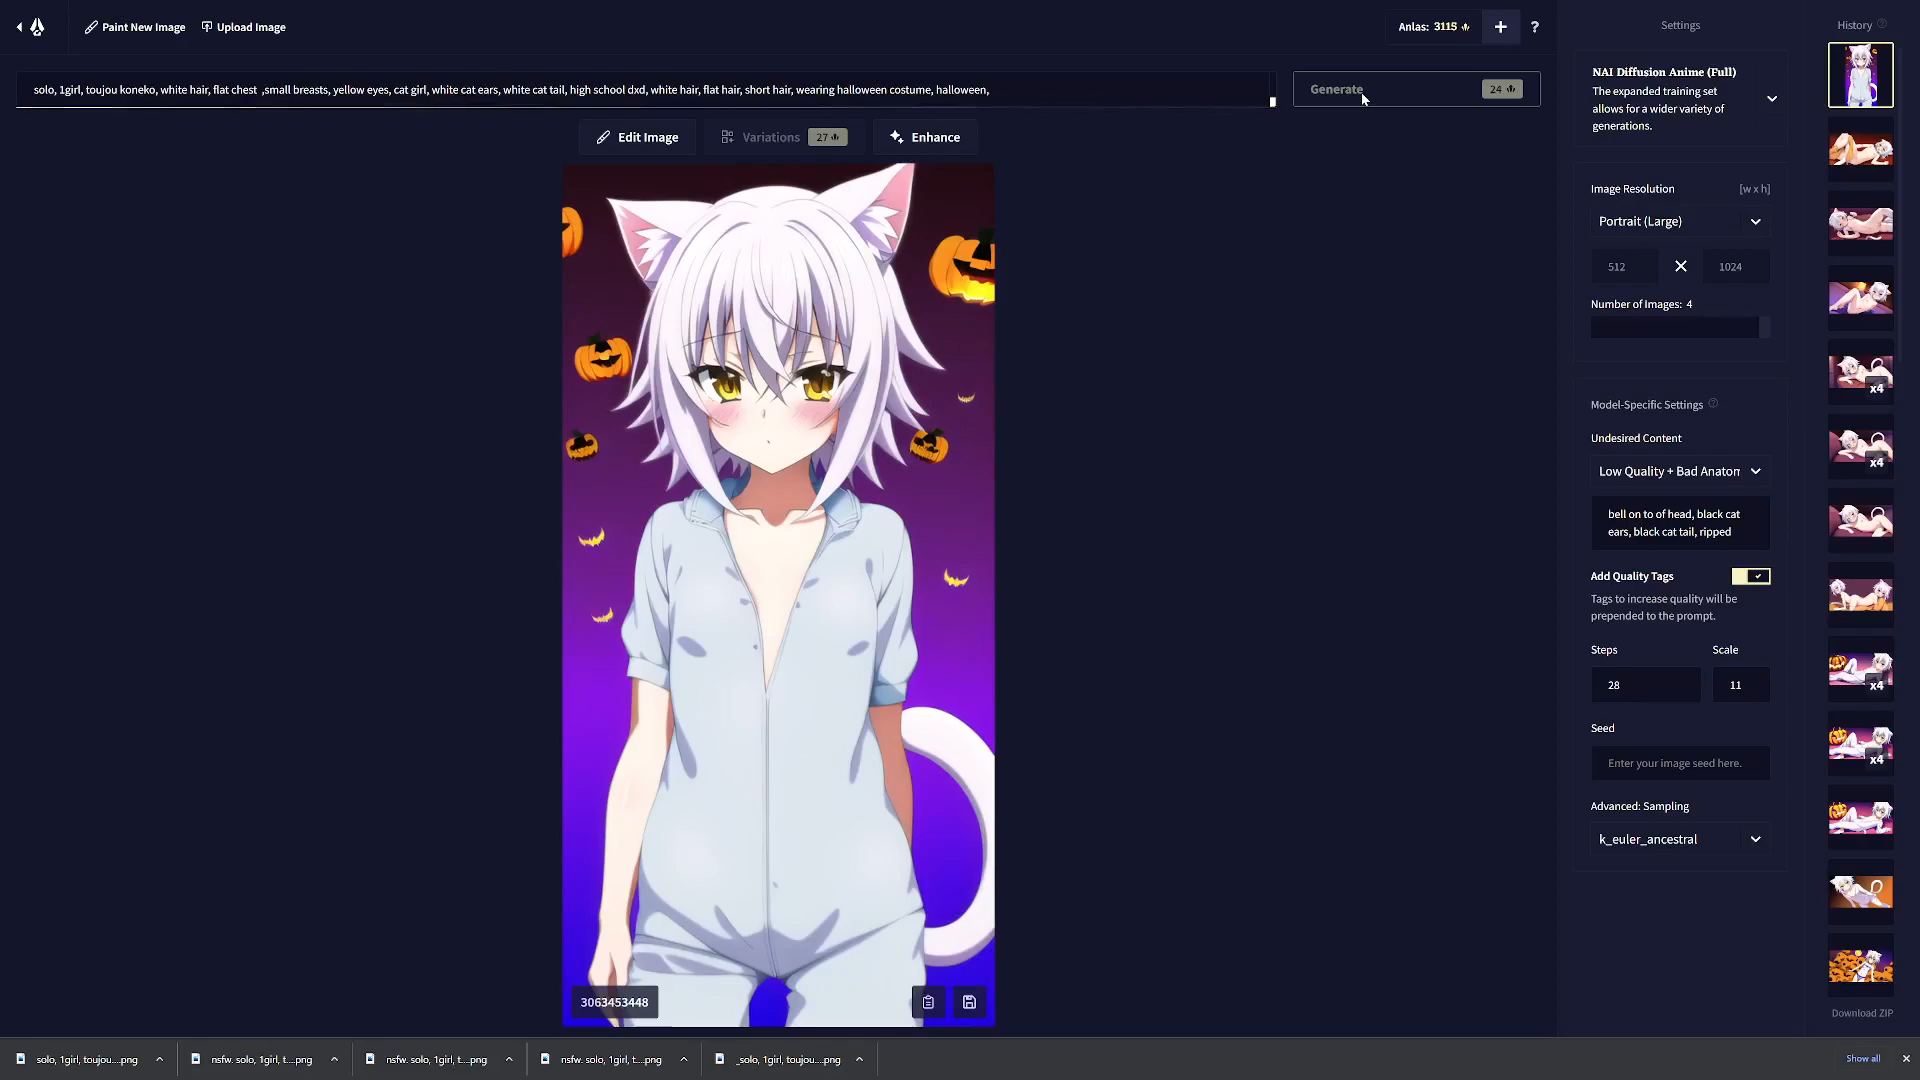 Paint New Image
Upload Image
Anlas: 3115
+
?
Settings
History
solo, 1girl, toujou koneko, white hair, flat chest ,small breasts, yellow eyes, cat girl, white cat ears, white cat tail, high school dxd, white hair, flat hair, short hair, wearing halloween costume, halloween,
Generate
24
NAI Diffusion Anime (Full)
The expanded training set
allows for a wider variety of
generations.
Edit Image
Variations
27
Enhance
Image Resolution
[w x h]
Portrait (Large)
512
1024
Number of Images: 4
Model-Specific Settings
Undesired Content
Low Quality + Bad Anaton
bell on to of head, black cat
ears, black cat tail, ripped
Add Quality Tags
Tags to increase quality will be
prepended to the prompt.
Steps
Scale
28
11
Seed
Enter your image seed here.
Advanced: Sampling
k_euler_ancestral
x4
x4
x4
x4
3063453448
Download ZIP
solo, 1girl, toujou....png
nsfw. solo, 1girl, t....png
nsfw. solo, 1girl, t....png
nsfw. solo, 1girl, t....png
_solo, 1girl, toujou....png
Show all